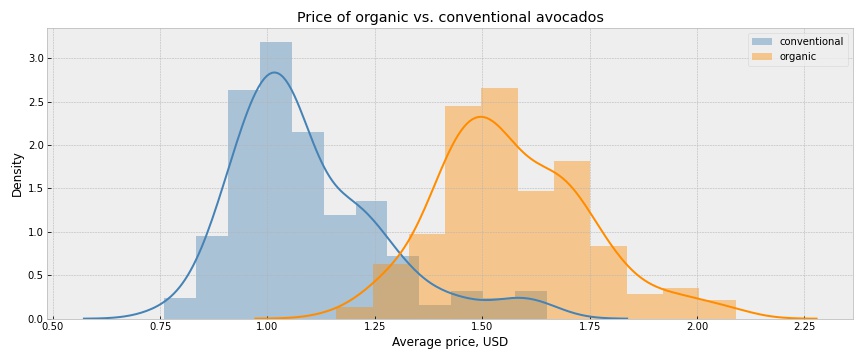 Price of organic vs. conventional avocados
conventional
organic
3.0
2.5
2.0
1.5
1.0
0.5
0.0
Density
0.50 0.75 1.00 1.25 1.50 1.75 2.00 2.25
Average price, USD